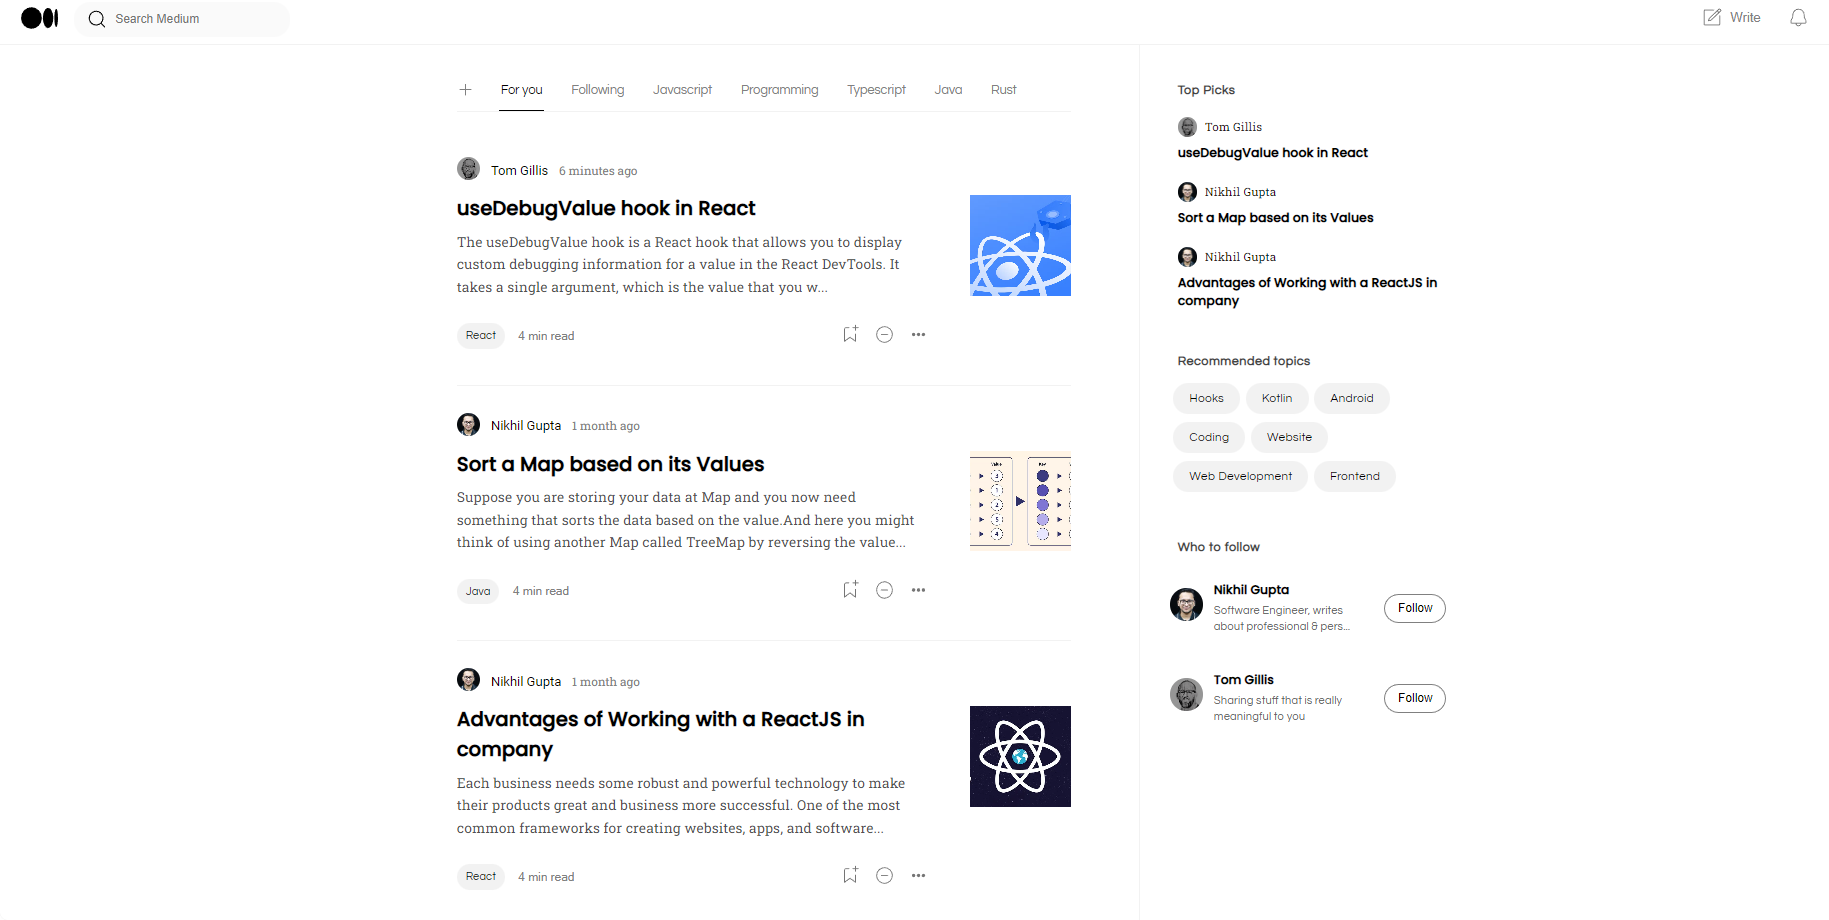 Search Medium
Write
For you
Following
Javascript
Programming
Typescript
Java
Rust
Tom Gillis 6 minutes ago
useDebugValue hook in React
The useDebugValue hook is a React hook that allows you to display
custom debugging information for a value in the React DevTools. It
takes a single argument, which is the value that you w...
React 4 min read
Nikhil Gupta 1 month ago
Sort a Map based on its Values
Suppose you are storing your data at Map and you now need
something that sorts the data based on the value.And here you might
think of using another Map called TreeMap by reversing the value...
Java 4 min read
Nikhil Gupta 1 month ago
Advantages of Working with a ReactJS in
company
Each business needs some robust and powerful technology to make
their products great and business more successful. One of the most
common frameworks for creating websites, apps, and software...
React 4 min read
Top Picks
Tom Gillis
useDebugValue hook in React
Nikhil Gupta
Sort a Map based on its Values
Nikhil Gupta
Advantages of Working with a ReactJS in
company
Recommended topics
Hooks
Kotlin
Android
Coding
Website
Web Development
Frontend
Who to follow
Nikhil Gupta
Software Engineer, writes
about professional & pers...
Follow
Tom Gillis
Sharing stuff that is really
meaningful to you
Follow